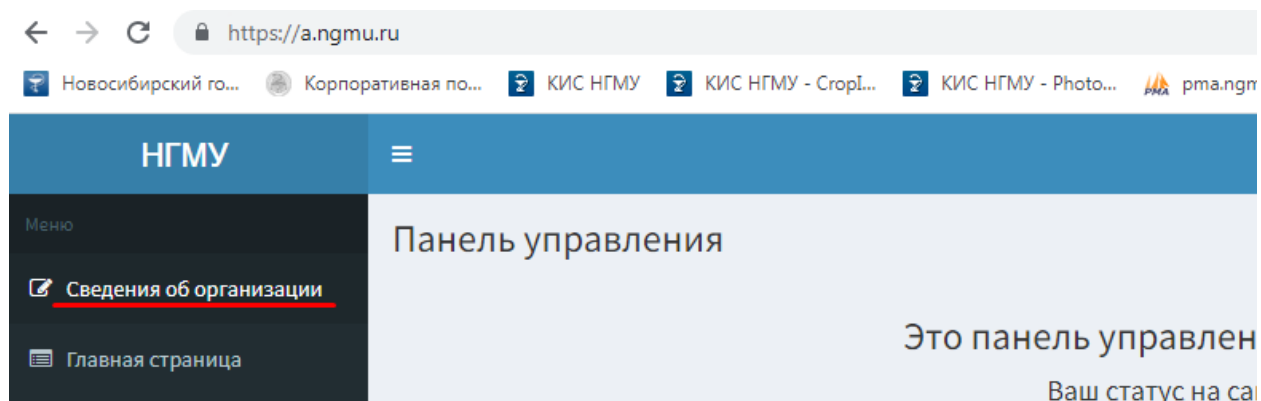 https://a.ngmu.ru
Новосибирский го... Корпоративная по... КИС НГМУ КИС НГМУ - CropI... КИС НГМУ - Photo... pma.ngm
НГМУ
Меню
Панель управления
Сведения об организации
Это панель управлен
Главная страница
Ваш статус на са